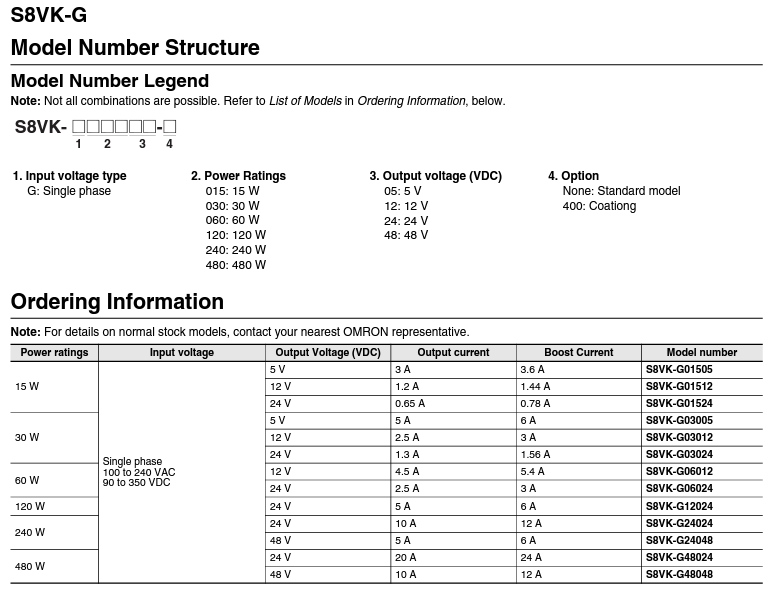 S8VK-G
Model Number Structure
Model Number Legend
Note: Not all combinations are possible. Refer to List of Models in Ordering Information, below.
S8VK- □□□□□□-□
1 2 3 4
1. Input voltage type
G: Single phase
2. Power Ratings
015: 15 W
030: 30 W
060: 60 W
120: 120 W
240: 240 W
480: 480 W
3. Output voltage (VDC)
05: 5 V
12: 12 V
24: 24 V
48: 48 V
4. Option
None: Standard model
400: Coationg
Ordering Information
Note: For details on normal stock models, contact your nearest OMRON representative.
Power ratings Input voltage Output Voltage (VDC) Output current Boost Current Model number
15 W
Single phase
100 to 240 VAC
90 to 350 VDC
5 V 3 A 3.6 A S8VK-G01505
12 V 1.2 A 1.44 A S8VK-G01512
24 V 0.65 A 0.78 A S8VK-G01524
30 W
5 V 5 A 6 A S8VK-G03005
12 V 2.5 A 3 A S8VK-G03012
24 V 1.3 A 1.56 A S8VK-G03024
60 W
12 V 4.5 A 5.4 A S8VK-G06012
24 V 2.5 A 3 A S8VK-G06024
120 W
24 V 5 A 6 A S8VK-G12024
240 W
24 V 10 A 12 A S8VK-G24024
48 V 5 A 6 A S8VK-G24048
480 W
24 V 20 A 24 A S8VK-G48024
48 V 10 A 12 A S8VK-G48048